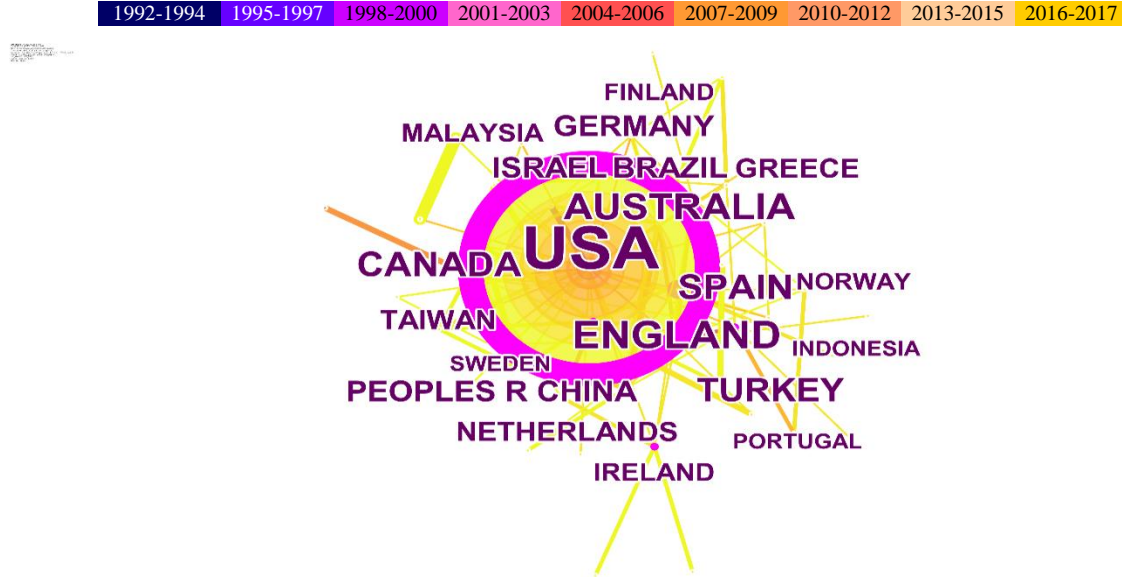 1992-1994 1995-1997 1998-2000 2001-2003 2004-2006 2007-2009 2010-2012 2013-2015 2016-2017
FINLAND
MALAYSIA GERMANY
ISRAEL BRAZIL GREECE
AUSTRALIA
USA
CANADA
SPAIN NORWAY
TAIWAN ENGLAND
INDONESIA
SWEDEN
PEOPLES R CHINA TURKEY
NETHERLANDS PORTUGAL
IRELAND